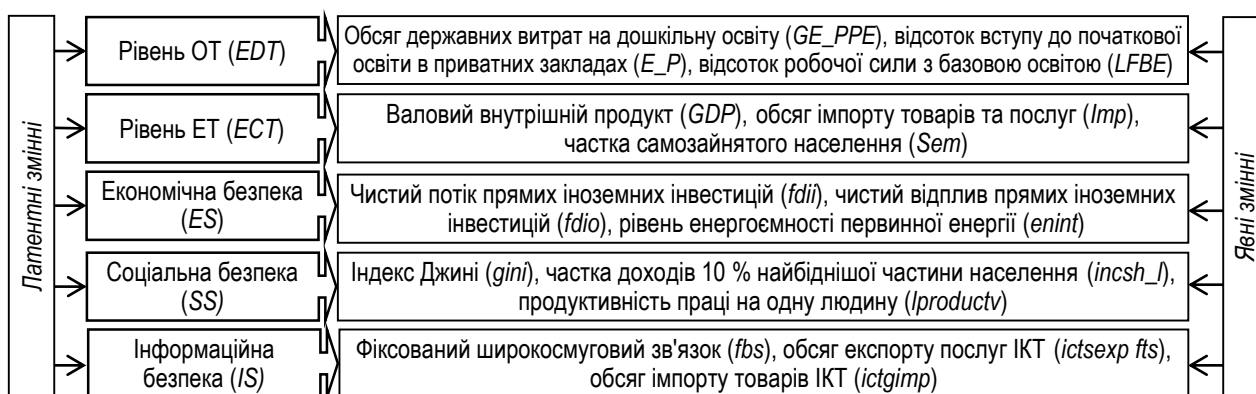 Латентні змінні
Рівень ОТ (EDT)
Обсяг державних витрат на дошкільну освіту (GE_PPE), відсоток вступу до початкової
освіти в приватних закладах (E_P), відсоток робочої сили з базовою освітою (LFBE)
Рівень ЕТ (ECT)
Валовий внутрішній продукт (GDP), обсяг імпорту товарів та послуг (Imp),
частка самозайнятого населення (Sem)
Економічна безпека
(ES)
Чистий потік прямих іноземних інвестицій (fdii), чистий відплив прямих іноземних
інвестицій (fdio), рівень енергоємності первинної енергії (enint)
Соціальна безпека
(SS)
Індекс Джині (gini), частка доходів 10 % найбіднішої частини населення (incsh_l),
продуктивність праці на одну людину (lproductv)
Інформаційна
безпека (IS)
Фіксований широкосмуговий зв'язок (fbs), обсяг експорту послуг ІКТ (ictsexp fts),
обсяг імпорту товарів ІКТ (ictgimp)
Явні змінні